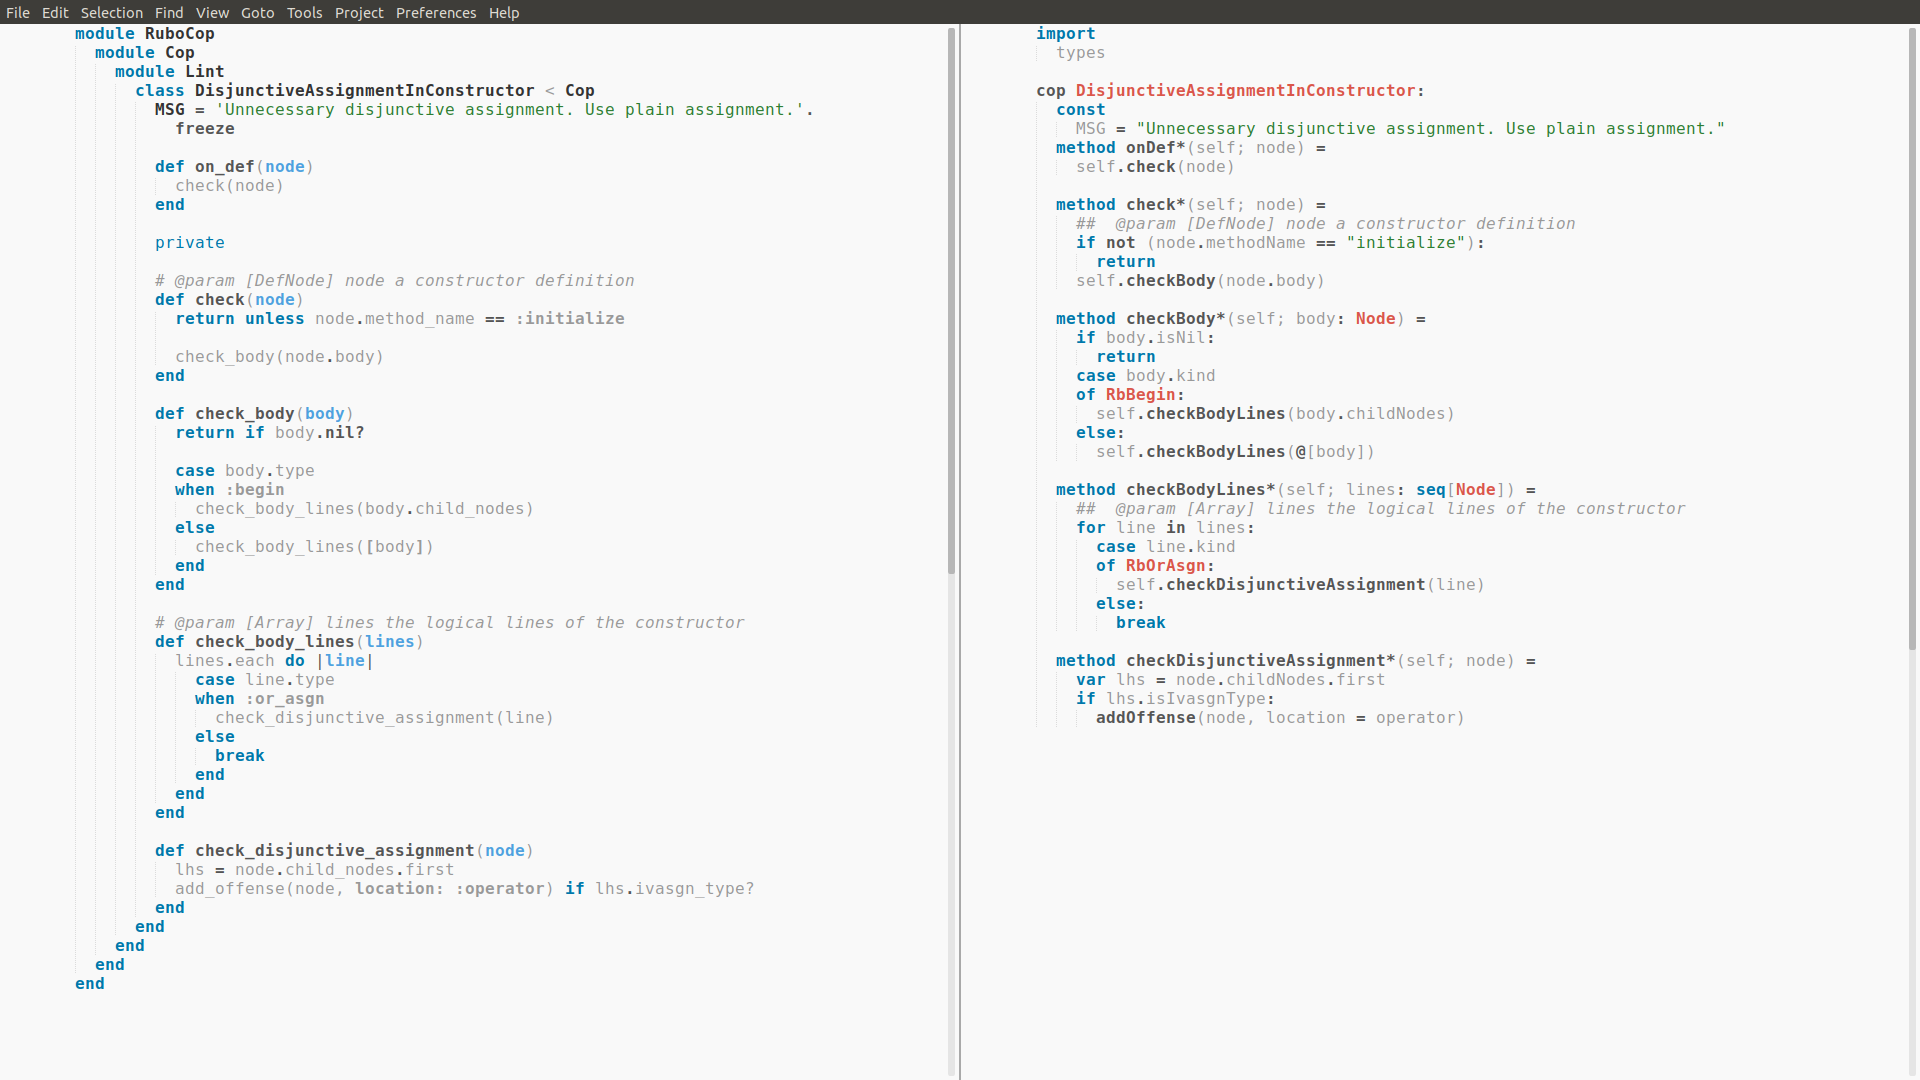 File Edit Selection Find View Goto Tools Project Preferences Help
module RuboCop
  module Cop
    module Lint
      class DisjunctiveAssignmentInConstructor < Cop
        MSG = 'Unnecessary disjunctive assignment. Use plain assignment.'.
          freeze

        def on_def(node)
          check(node)
        end

        private

        # @param [DefNode] node a constructor definition
        def check(node)
          return unless node.method_name == :initialize

          check_body(node.body)
        end

        def check_body(body)
          return if body.nil?

          case body.type
          when :begin
            check_body_lines(body.child_nodes)
          else
            check_body_lines([body])
          end
        end

        # @param [Array] lines the logical lines of the constructor
        def check_body_lines(lines)
          lines.each do |line|
            case line.type
            when :or_asgn
              check_disjunctive_assignment(line)
            else
              break
            end
          end
        end

        def check_disjunctive_assignment(node)
          lhs = node.child_nodes.first
          add_offense(node, location: :operator) if lhs.ivasgn_type?
        end
      end
    end
  end
end
import
  types

cop DisjunctiveAssignmentInConstructor:
  const
    MSG = "Unnecessary disjunctive assignment. Use plain assignment."
  method onDef*(self; node) =
    self.check(node)

  method check*(self; node) =
    ##  @param [DefNode] node a constructor definition
    if not (node.methodName == "initialize"):
      return
    self.checkBody(node.body)

  method checkBody*(self; body: Node) =
    if body.isNil:
      return
    case body.kind
    of RbBegin:
      self.checkBodyLines(body.childNodes)
    else:
      self.checkBodyLines(@[body])

  method checkBodyLines*(self; lines: seq[Node]) =
    ##  @param [Array] lines the logical lines of the constructor
    for line in lines:
      case line.kind
      of RbOrAsgn:
        self.checkDisjunctiveAssignment(line)
      else:
        break

  method checkDisjunctiveAssignment*(self; node) =
    var lhs = node.childNodes.first
    if lhs.isIvasgnType:
      addOffense(node, location = operator)